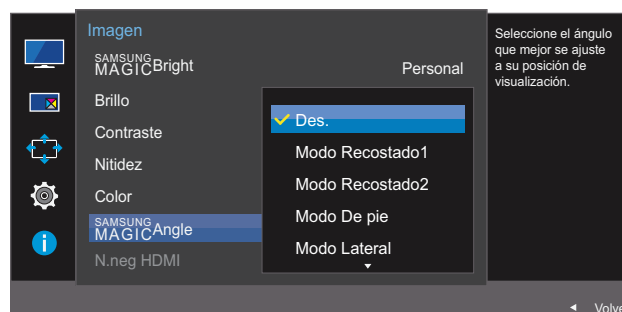 Imagen
SAMSUNG MAGICBright Personal
Brillo
Contraste
Nitidez
Color
SAMSUNG MAGICAngle
N.neg HDMI
Des.
Modo Recostado1
Modo Recostado2
Modo De pie
Modo Lateral
Seleccione el ángulo
que mejor se ajuste
a su posición de
visualización.
Volve